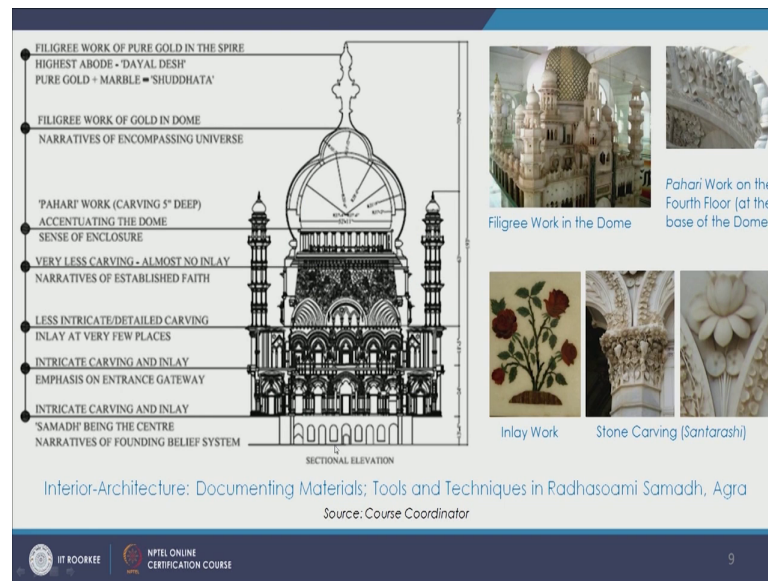 FILIGREE WORK OF PURE GOLD IN THE SPIRE
HIGHEST ABODE - 'DAYAL DESH'
PURE GOLD + MARBLE = 'SHUDDHATA'
FILIGREE WORK OF GOLD IN DOME
NARRATIVES OF ENCOMPASSING UNIVERSE
'PAHARI' WORK (CARVING 5" DEEP)
ACCENTUATING THE DOME
SENSE OF ENCLOSURE
VERY LESS CARVING - ALMOST NO INLAY
NARRATIVES OF ESTABLISHED FAITH
LESS INTRICATE/DETAILED CARVING
INLAY AT VERY FEW PLACES
INTRICATE CARVING AND INLAY
EMPHASIS ON ENTRANCE GATEWAY
INTRICATE CARVING AND INLAY
'SAMADH' BEING THE CENTRE
NARRATIVES OF FOUNDING BELIEF SYSTEM
SECTIONAL ELEVATION
Filigree Work in the Dome
Pahari Work on the
Fourth Floor (at the
base of the Dome
Inlay Work
Stone Carving (Santarashi)
Interior-Architecture: Documenting Materials; Tools and Techniques in Radhasoami Samadh, Agra
Source: Course Coordinator
IIT ROORKEE
NPTEL ONLINE
CERTIFICATION COURSE
9